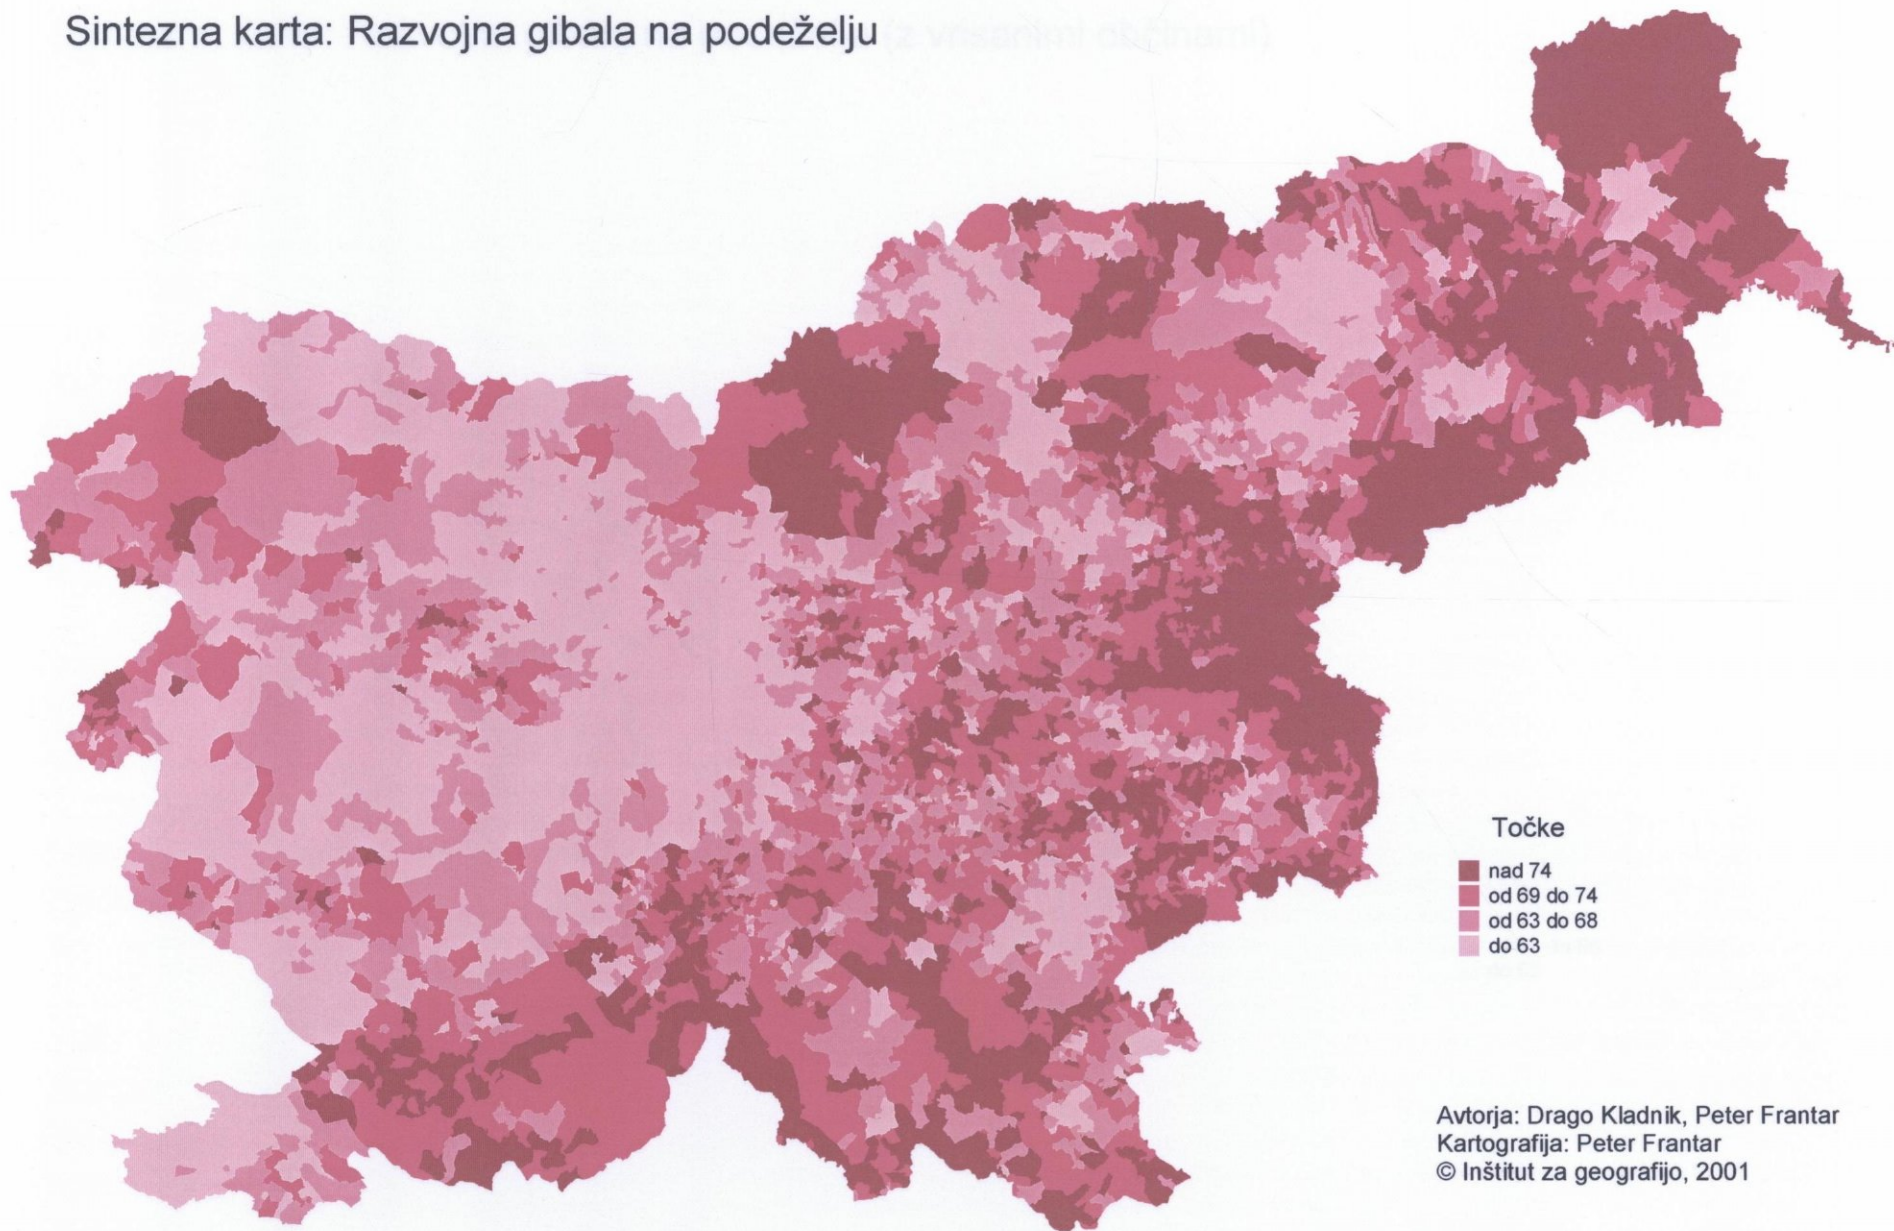 Sintezna karta: Razvojna gibala na podeželju
Točke
nad 74
od 69 do 74
od 63 do 68
do 63
Avtorja: Drago Kladnik, Peter Frantar
Kartografija: Peter Frantar
© Inštitut za geografijo, 2001